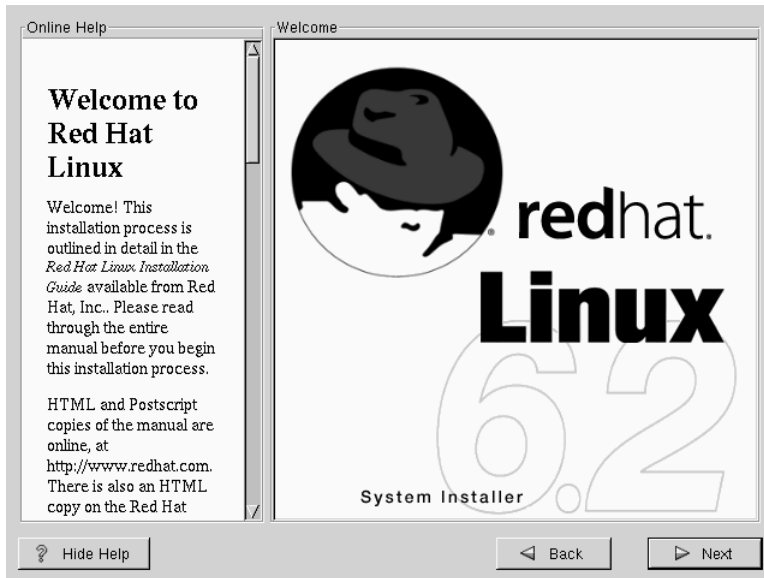 Online Help
Welcome to
Red Hat
Linux
Welcome! This
installation process is
outlined in detail in the
Red Hat Linux Installation
Guide available from Red
Hat, Inc.. Please read
through the entire
manual before you begin
this installation process.
HTML and Postscript
copies of the manual are
online, at
http://www.redhat.com.
There is also an HTML
copy on the Red Hat
Welcome
redhat.
Linux
6.2
System Installer
Hide Help
Back
Next